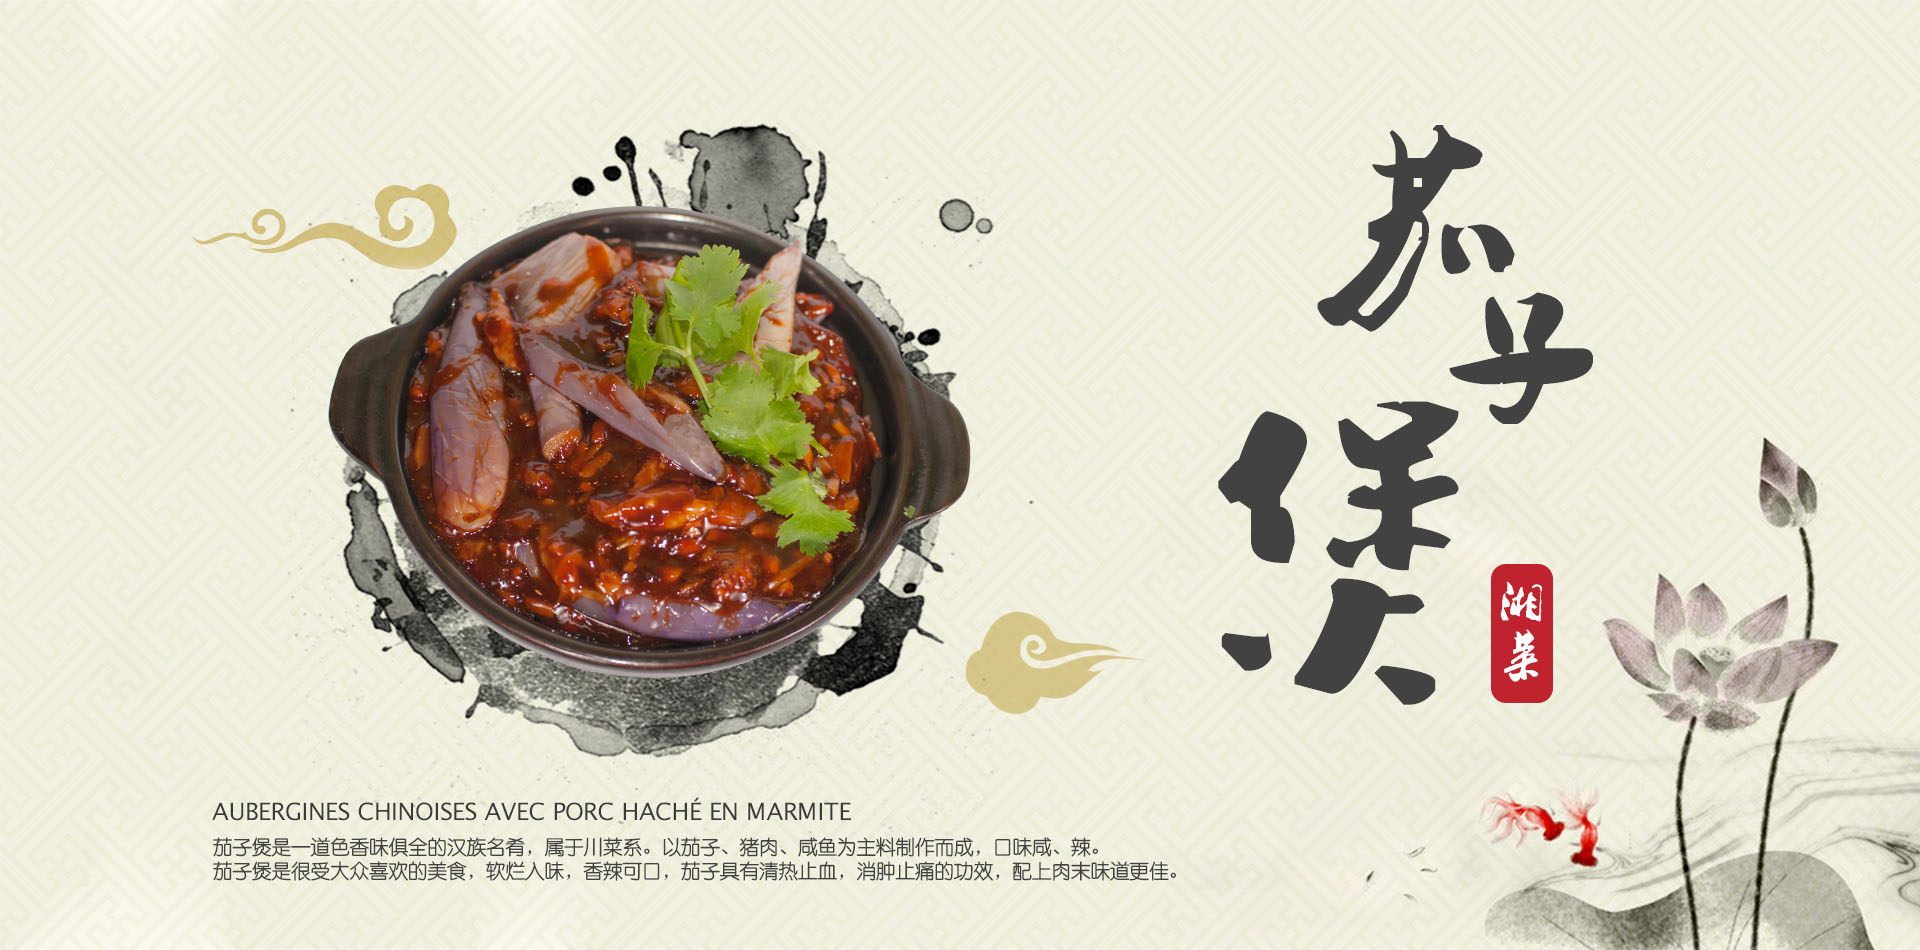 茄子煲
湘菜
AUBERGINES CHINOISES AVEC PORC HACHÉ EN MARMITE
茄子煲是一道色香味俱全的汉族名肴，属于川菜系。以茄子、猪肉、咸鱼为主料制作而成，口味咸、辣。
茄子煲是很受大众喜欢的美食，软烂入味，香辣可口，茄子具有清热止血，消肿止痛的功效，配上肉末味道更佳。